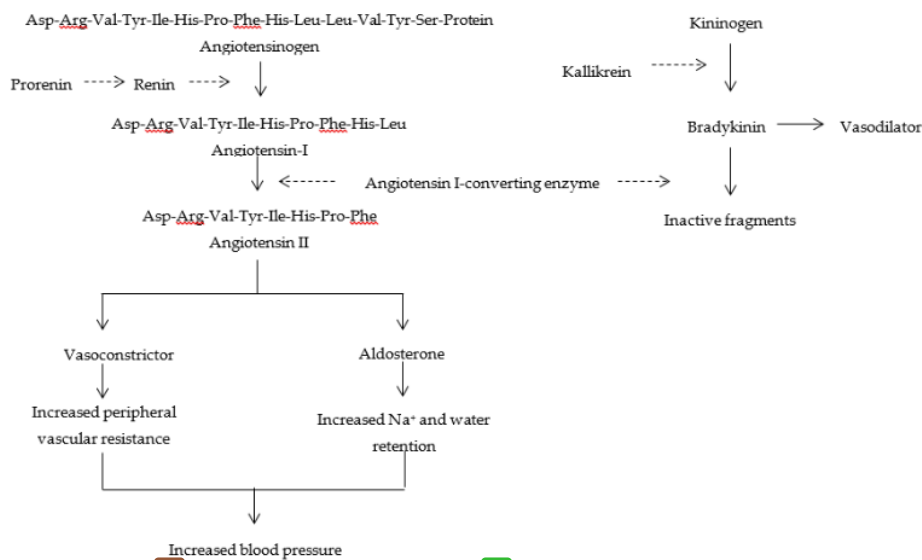 Asp-Arg-Val-Tyr-Ile-His-Pro-Phe-His-Leu-Leu-Val-Tyr-Ser-Protein
Angiotensinogen
Kininogen
Prorenin
Renin
Kallikrein
Asp-Arg-Val-Tyr-Ile-His-Pro-Phe-His-Leu
Angiotensin-I
Bradykinin
Vasodilator
Angiotensin I-converting enzyme
Asp-Arg-Val-Tyr-Ile-His-Pro-Phe
Angiotensin II
Inactive fragments
Vasoconstrictor
Aldosterone
Increased peripheral
vascular resistance
Increased Na⁺ and water
retention
Increased blood pressure